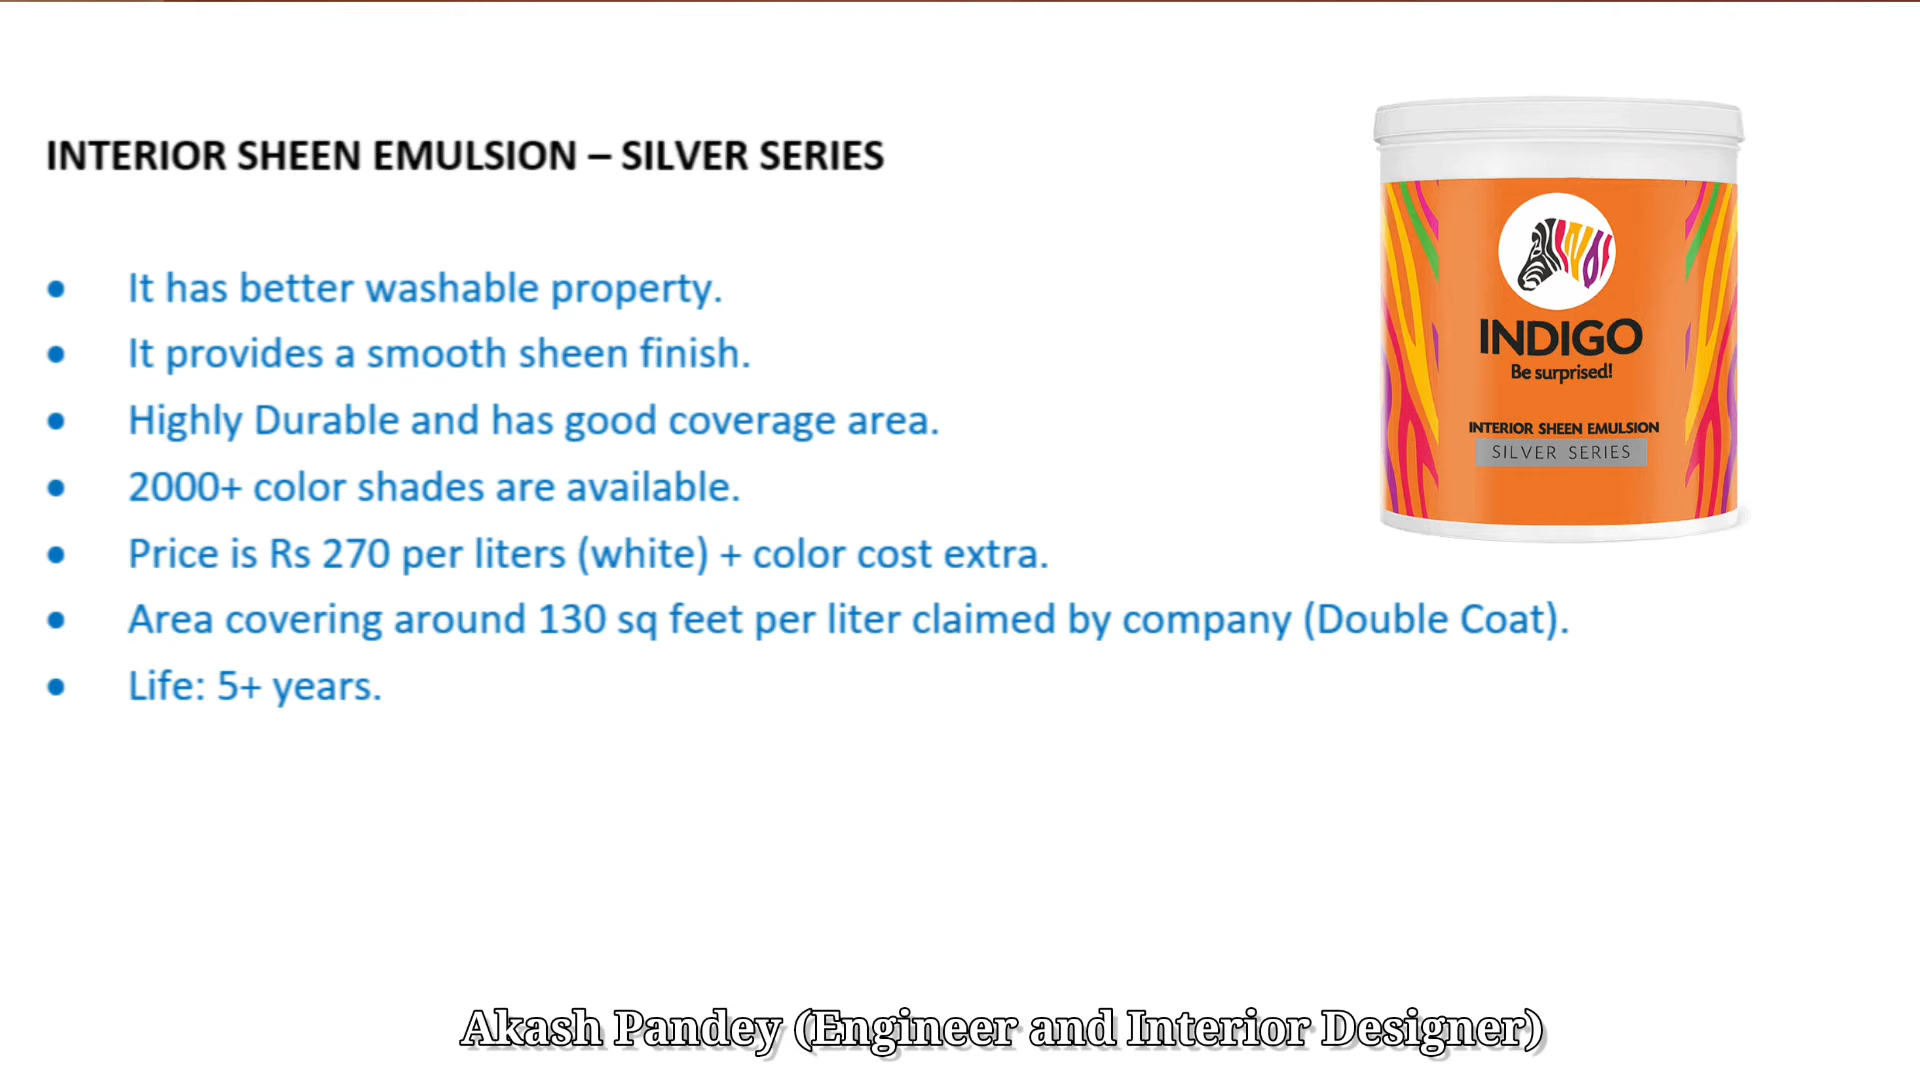 INTERIOR SHEEN EMULSION – SILVER SERIES
• It has better washable property.
• It provides a smooth sheen finish.
• Highly Durable and has good coverage area.
• 2000+ color shades are available.
• Price is Rs 270 per liters (white) + color cost extra.
• Area covering around 130 sq feet per liter claimed by company (Double Coat).
• Life: 5+ years.
INDIGO
Be surprised!
INTERIOR SHEEN EMULSION
SILVER SERIES
Akash Pandey (Engineer and Interior Designer)